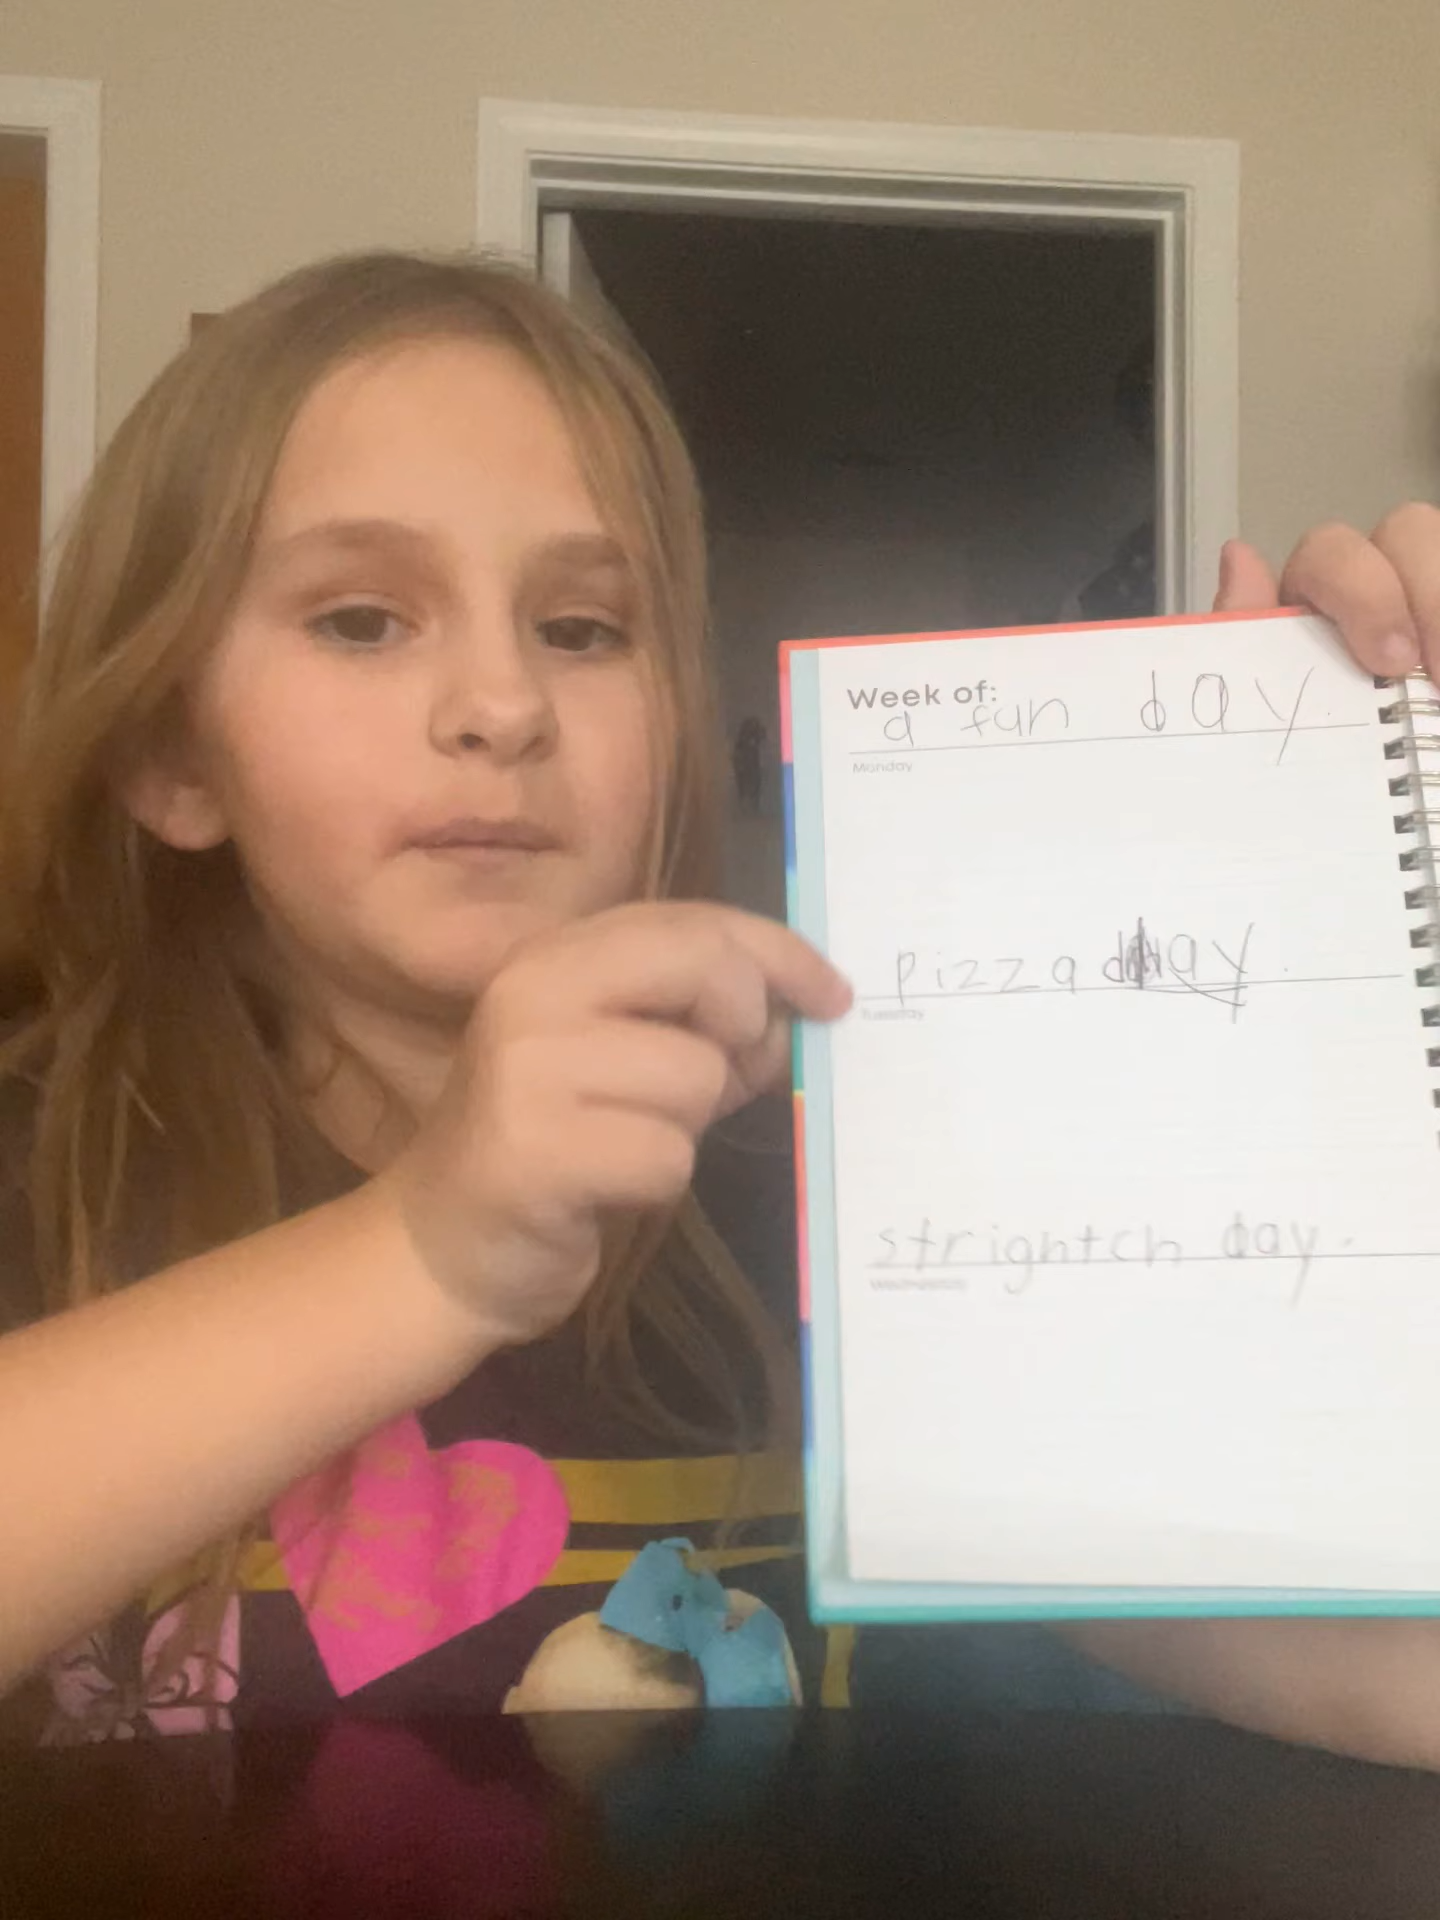 Week of:
a fun day.
Monday
pizza day.
Tuesday
strightch day.
Wednesday